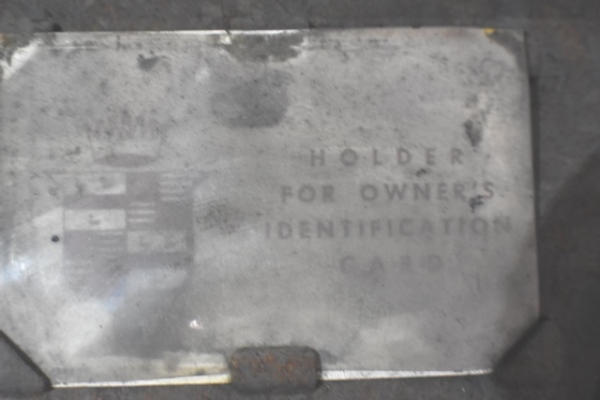 HOLDER
FOR OWNER'S
IDENTIFICATION
CARD